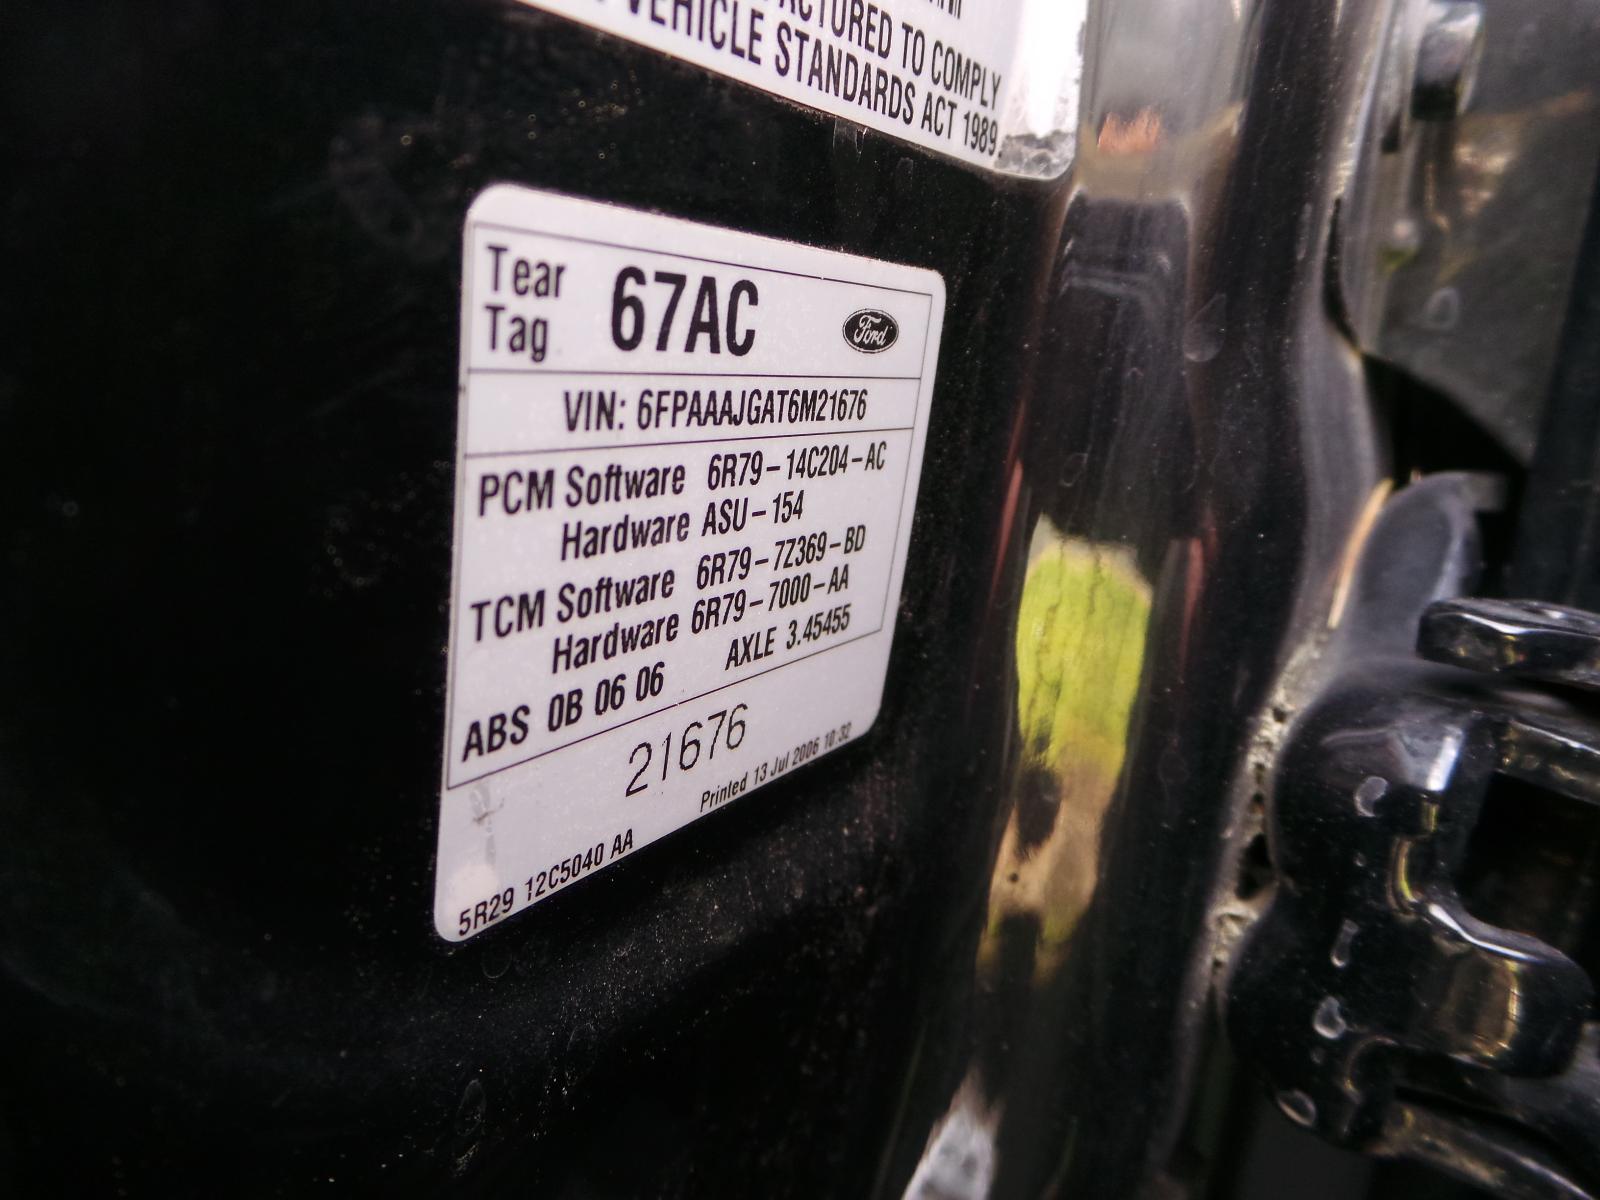 TO COMPLY
VEHICLE STANDARDS ACT 1989.
Tear
Tag
67AC
Ford
VIN: 6FPAAAJGAT6M21676
PCM Software 6R79-14C204-AC
Hardware ASU-154
TCM Software 6R79-7Z369-BD
Hardware 6R79-7000-AA
ABS 0B 06 06 AXLE 3.45455
21676
Printed 13 Jul 2006 10:32
5R29 12C5040 AA